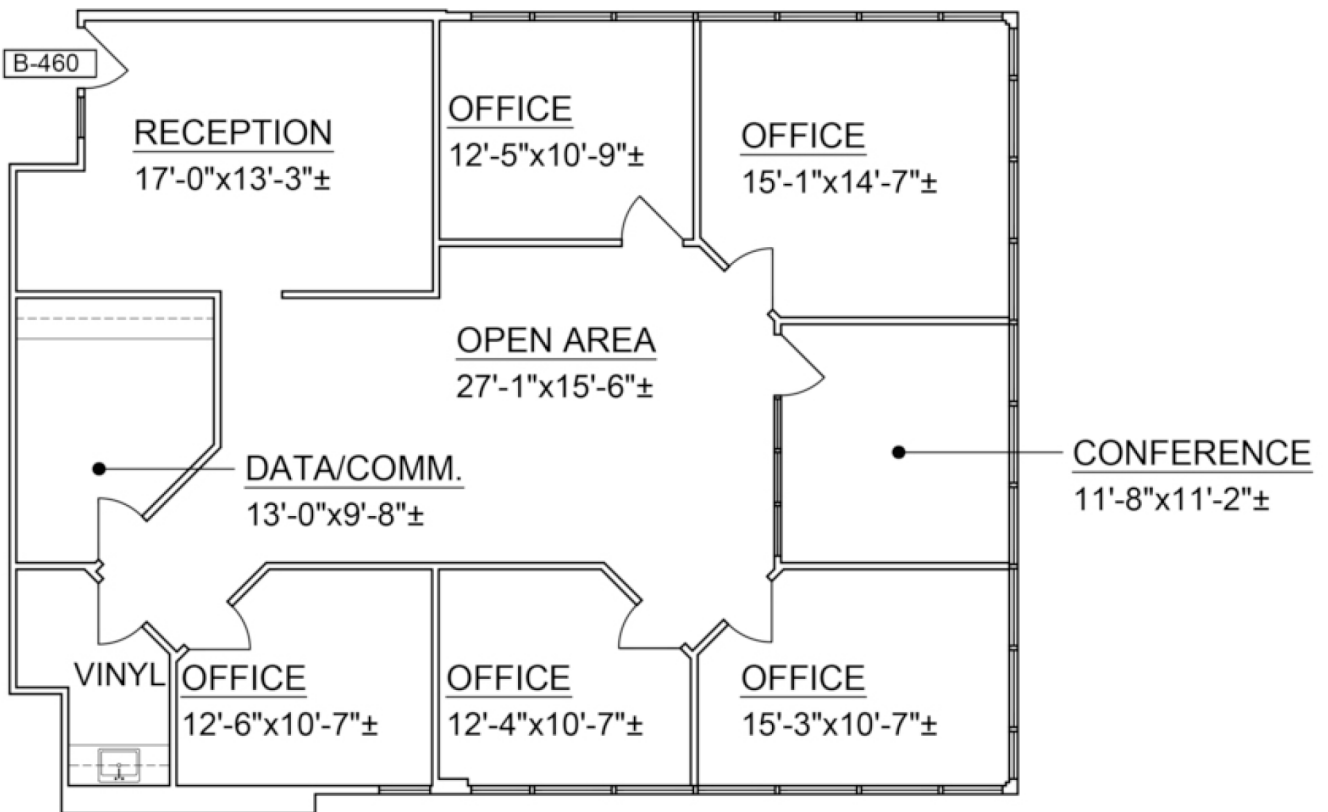 B-460
RECEPTION
17'-0"x13'-3"±
OFFICE
12'-5"x10'-9"±
OFFICE
15'-1"x14'-7"±
OPEN AREA
27'-1"x15'-6"±
DATA/COMM.
13'-0"x9'-8"±
CONFERENCE
11'-8"x11'-2"±
VINYL
OFFICE
12'-6"x10'-7"±
OFFICE
12'-4"x10'-7"±
OFFICE
15'-3"x10'-7"±